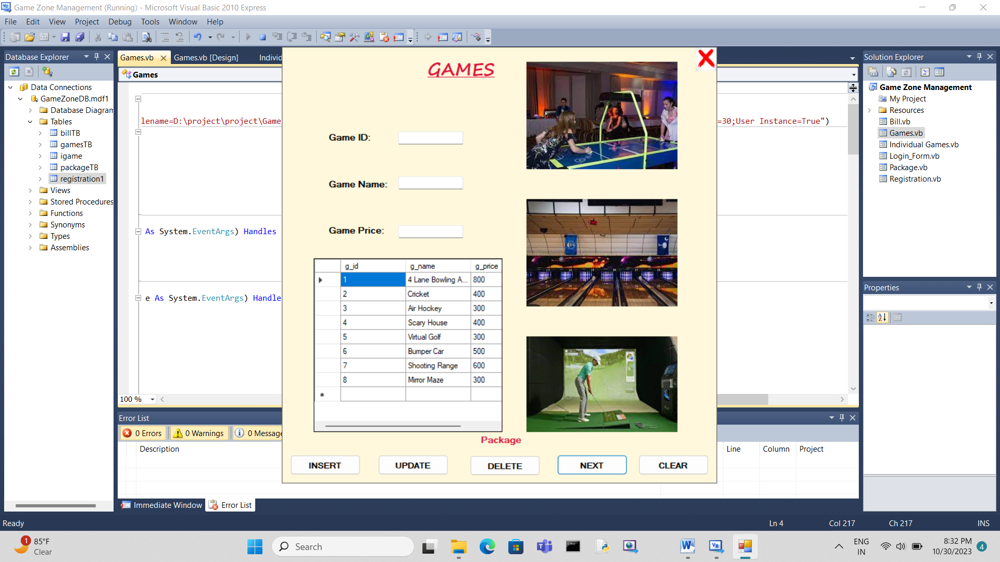 Game Zone Management (Running) - Microsoft Visual Basic 2010 Express
File Edit View Project Debug Tools Window Help
Database Explorer
Data Connections
GameZoneDB.mdf1
Database Diagram
Tables
billTB
gamesTB
igame
packageTB
registration1
Views
Stored Procedures
Functions
Synonyms
Types
Assemblies
Games.vb
Games.vb [Design]
Individ
Games
lename=D:\project\project\Game
=30;User Instance=True")
As System.EventArgs) Handles
e As System.EventArgs) Handle
100 %
GAMES
Game ID:
Game Name:
Game Price:
g_id g_name g_price
1 4 Lane Bowling A... 800
2 Cricket 400
3 Air Hockey 300
4 Scary House 400
5 Virtual Golf 300
6 Bumper Car 500
7 Shooting Range 600
8 Mirror Maze 300
Package
INSERT UPDATE DELETE NEXT CLEAR
Solution Explorer
Game Zone Management
My Project
Resources
Bill.vb
Games.vb
Individual Games.vb
Login_Form.vb
Package.vb
Registration.vb
Properties
Error List
0 Errors 0 Warnings 0 Message
Description Line Column Project
Immediate Window Error List
Ready Ln 4 Col 217 Ch 217 INS
1
85°F
Clear
Search
ENG
IN
8:32 PM
10/30/2023
4